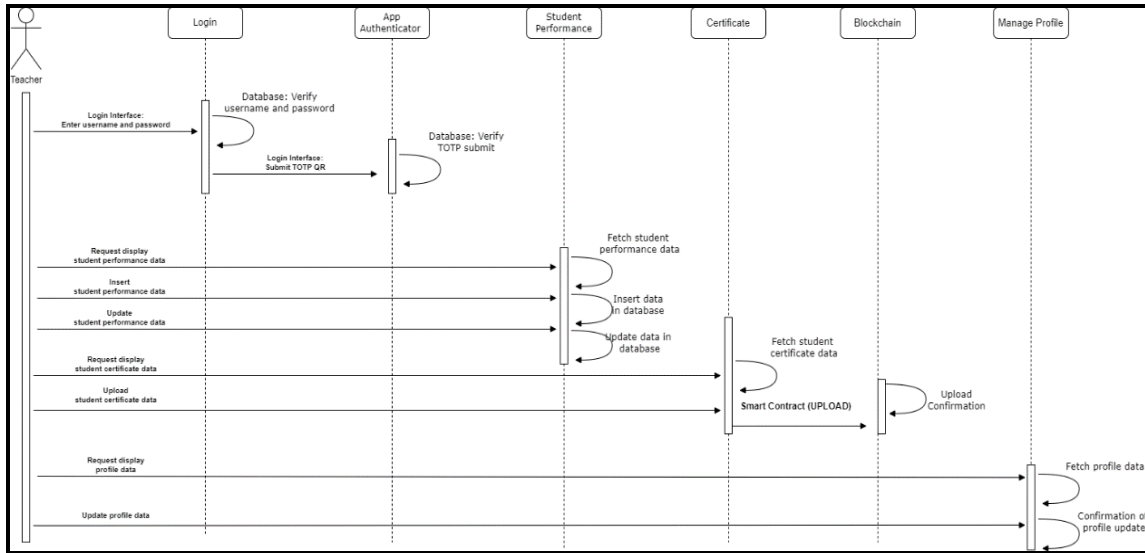 Login
App
Authenticator
Student
Performance
Certificate
Blockchain
Manage Profile
Teacher
Database: Verify
username and password
Login Interface:
Enter username and password
Database: Verify
TOTP submit
Login Interface:
Submit TOTP QR
Fetch student
performance data
Request display
student performance data
Insert
student performance data
Insert data
in database
Update
student performance data
Update data in
database
Fetch student
certificate data
Request display
student certificate data
Upload
student certificate data
Smart Contract (UPLOAD)
Upload
Confirmation
Request display
profile data
Fetch profile data
Update profile data
Confirmation of
profile update